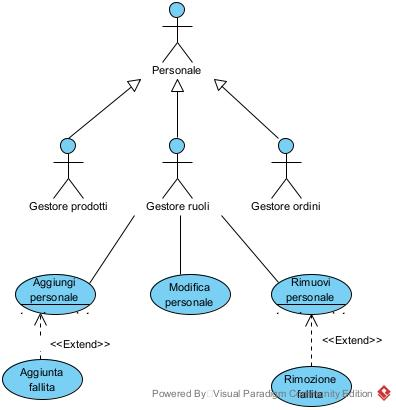 Personale
Gestore prodotti
Gestore ruoli
Gestore ordini
Aggiungi
personale
Modifica
personale
Rimuovi
personale
<<Extend>>
<<Extend>>
Aggiunta
fallita
Rimozione
fallita
Powered By Visual Paradigm Community Edition